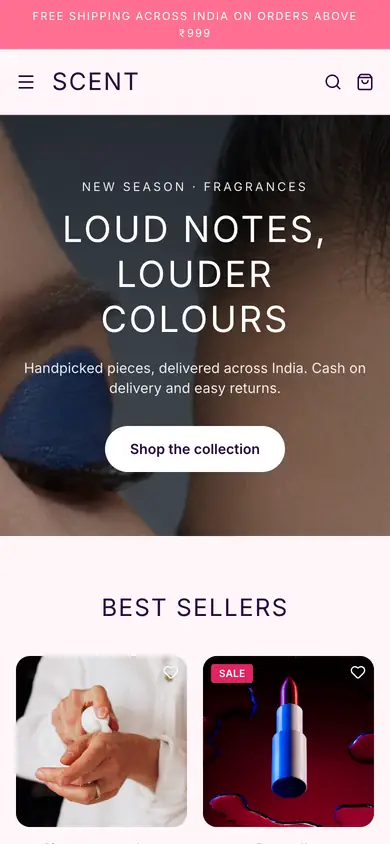 FREE SHIPPING ACROSS INDIA ON ORDERS ABOVE
₹999
SCENT
NEW SEASON · FRAGRANCES
LOUD NOTES,
LOUDER
COLOURS
Handpicked pieces, delivered across India. Cash on
delivery and easy returns.
Shop the collection
BEST SELLERS
SALE